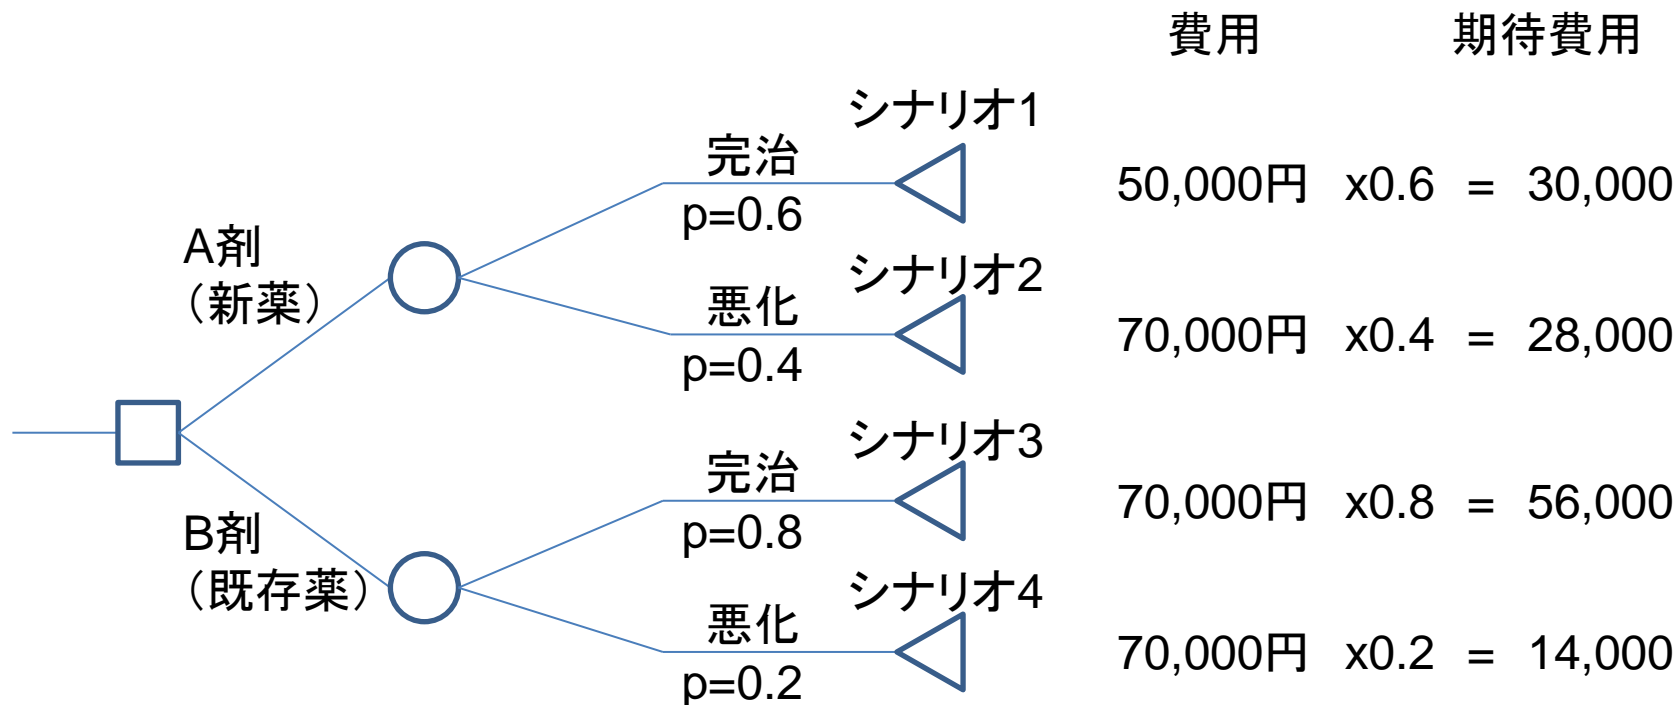 費用 期待費用
シナリオ1
完治
p=0.6
50,000円 x0.6 = 30,000
A剤
（新薬）
シナリオ2
悪化
p=0.4
70,000円 x0.4 = 28,000
シナリオ3
完治
p=0.8
70,000円 x0.8 = 56,000
B剤
（既存薬）
シナリオ4
悪化
p=0.2
70,000円 x0.2 = 14,000